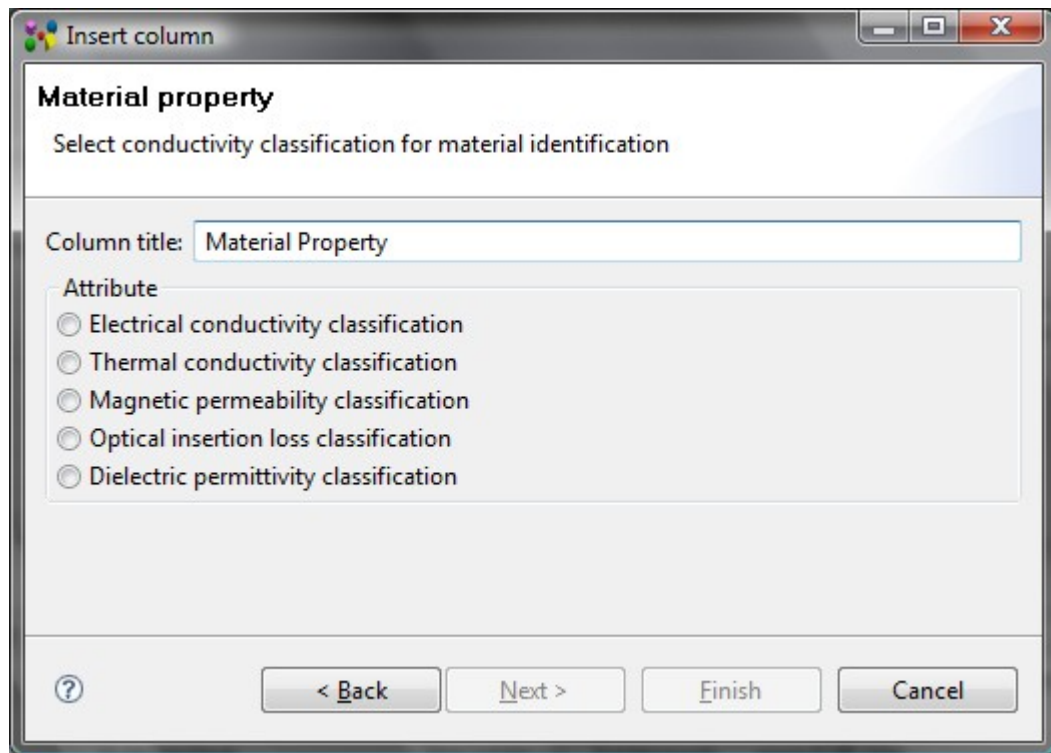 Insert column
Material property
Select conductivity classification for material identification
Column title: Material Property
Attribute
Electrical conductivity classification
Thermal conductivity classification
Magnetic permeability classification
Optical insertion loss classification
Dielectric permittivity classification
? < Back Next > Finish Cancel